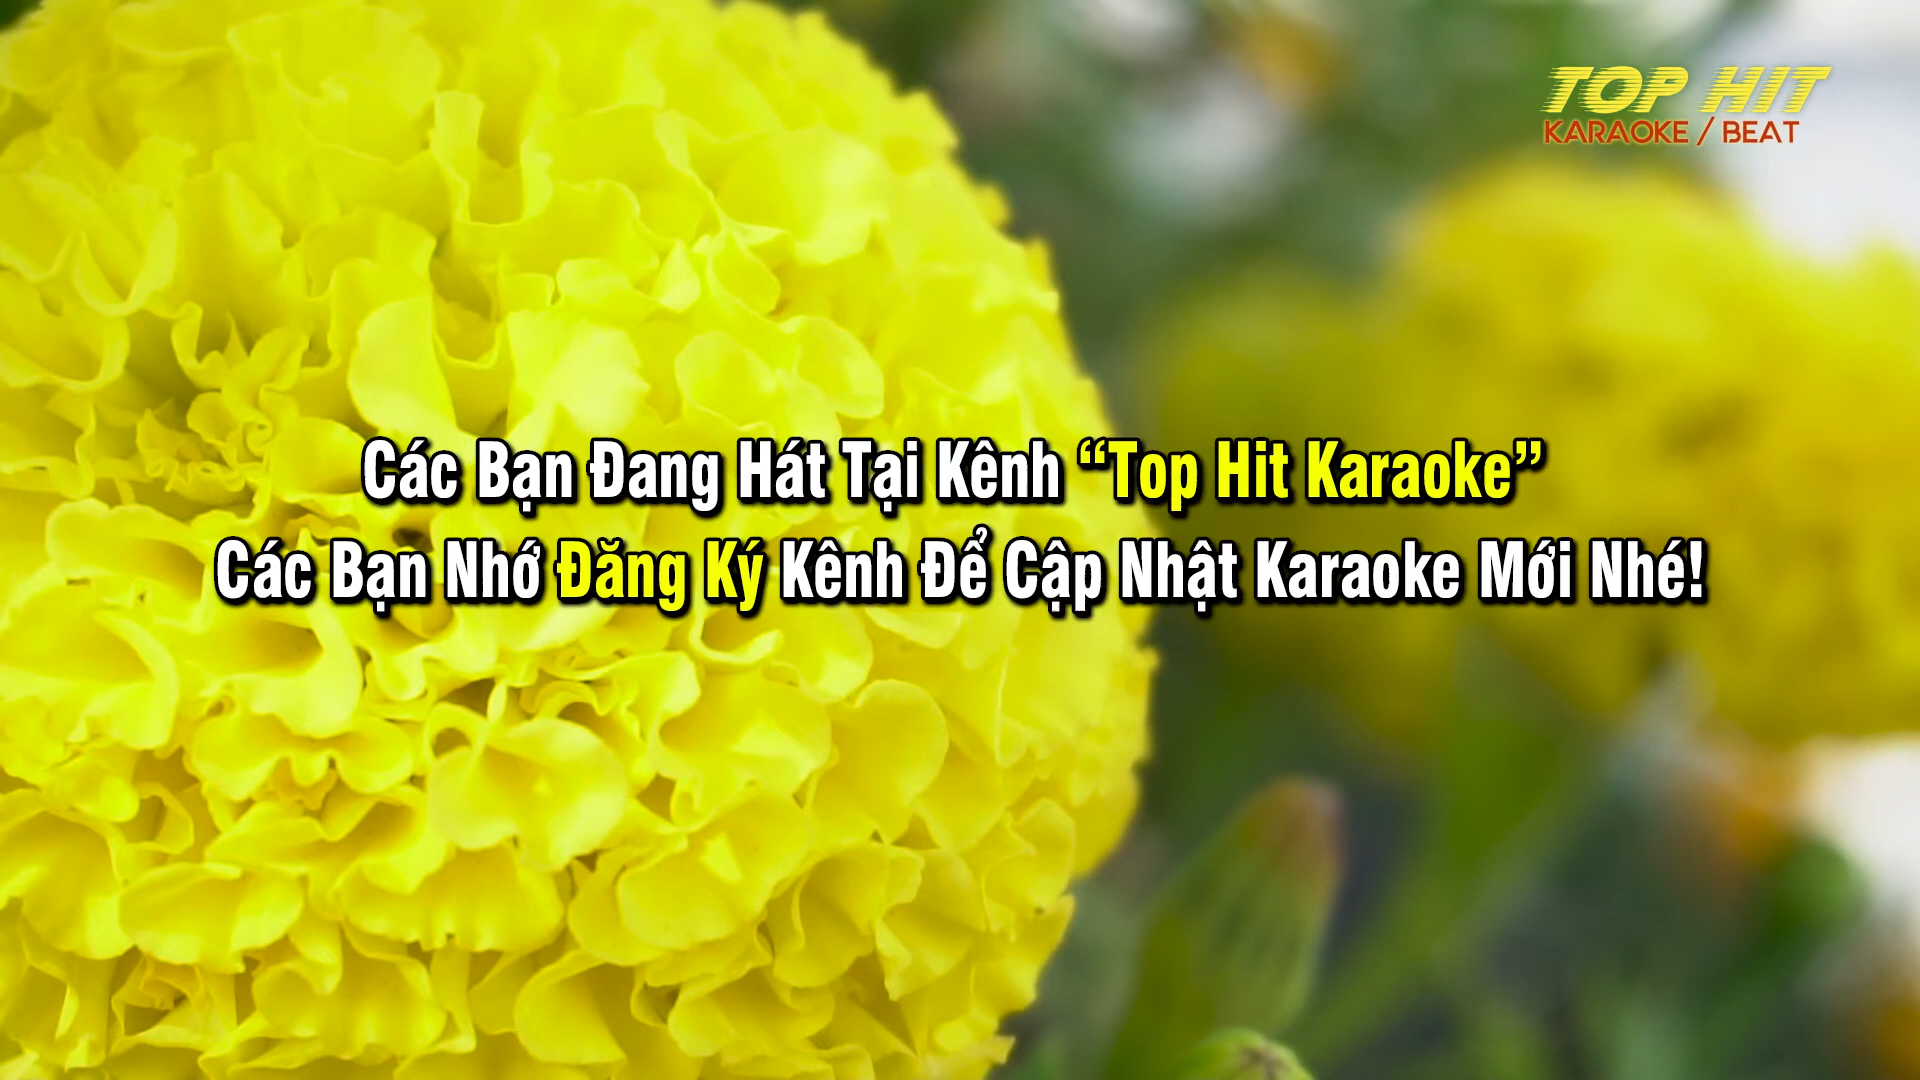 TOP HIT
KARAOKE / BEAT
Các Bạn Đang Hát Tại Kênh “Top Hit Karaoke”
Các Bạn Nhớ Đăng Ký Kênh Để Cập Nhật Karaoke Mới Nhé!